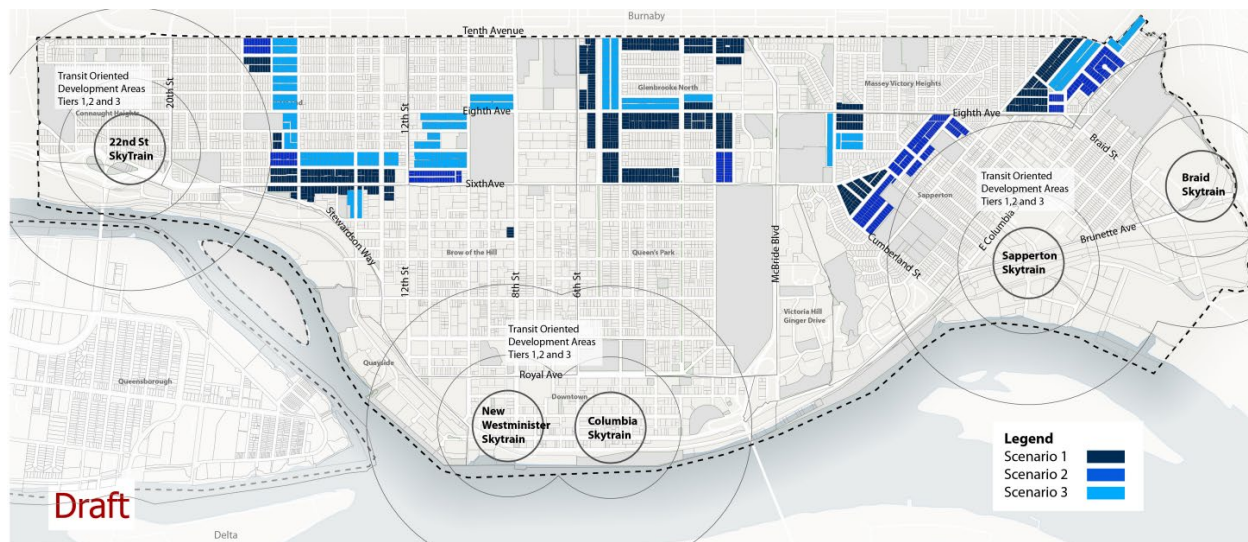 Burnaby
Tenth Avenue
Transit Oriented
Development Areas
Tiers 1,2 and 3
Connaught Heights
20th St
22nd St
SkyTrain
12th St
Eighth Ave
Glenbrooke North
Massey Victory Heights
Eighth Ave
Braid St
SixthAve
Stewardson Way
Brow of the Hill
Queen's Park
McBride Blvd
Sapperton
Transit Oriented
Development Areas
Tiers 1,2 and 3
E Columbia
Brunette Ave
Braid
Skytrain
Sapperton
Skytrain
Cumberland St
12th St
8th St
6th St
Victoria Hill
Ginger Drive
Transit Oriented
Development Areas
Tiers 1,2 and 3
Quayside
Royal Ave
Downtown
Queensborough
New
Westminister
Skytrain
Columbia
Skytrain
Legend
Scenario 1
Scenario 2
Scenario 3
Draft
Delta